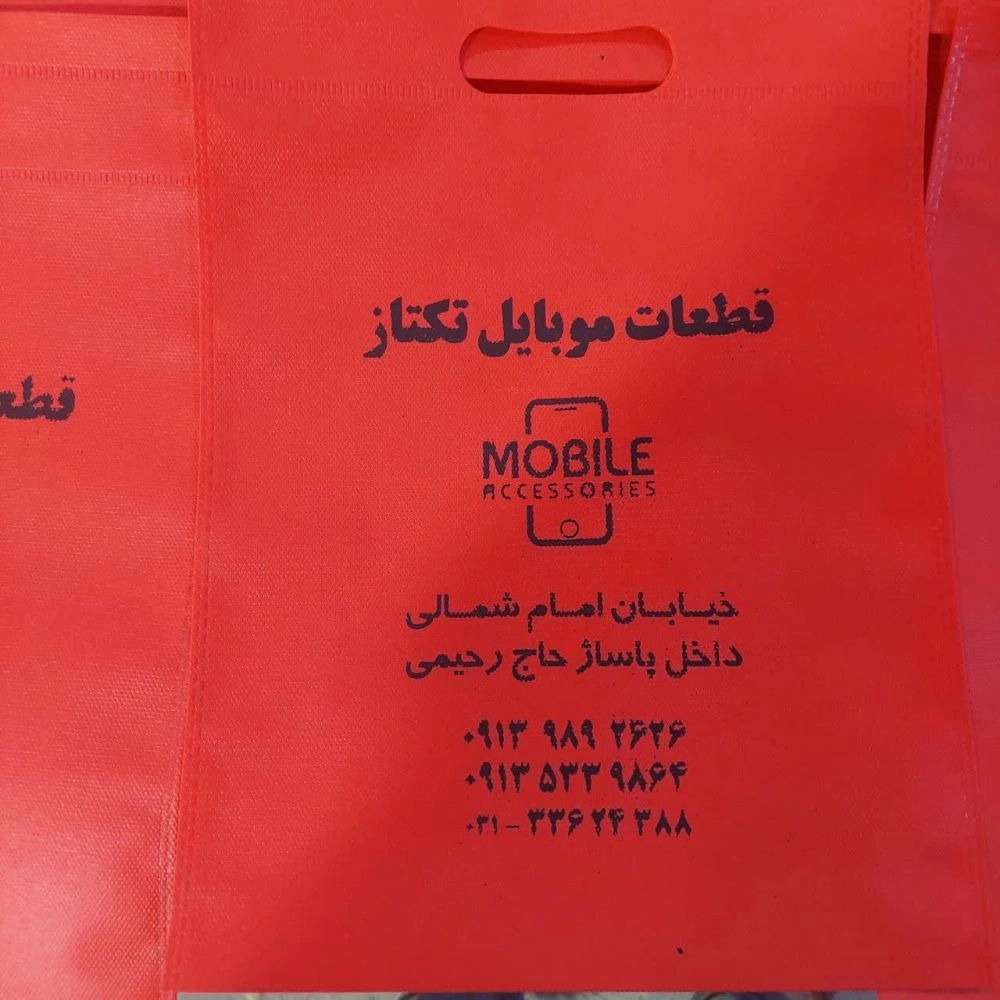 قطعات موبایل تکتاز
MOBILE
ACCESSORIES
خیابان امام شمالی
داخل پاساژ حاج رحیمی
۰۹۱۳ ۹۸۹ ۲۶۲۶
۰۹۱۳ ۵۳۳ ۹۸۶۴
۰۳۱-۳۳۶۲۴۳۸۸
قطع